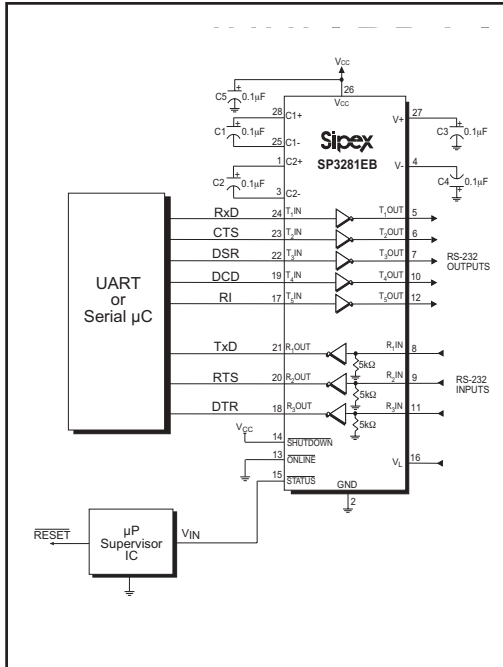 VCC
26
VCC
C5 + 0.1µF
28 C1+
C1 + 0.1µF
25 C1-
1 C2+
C2 + 0.1µF
3 C2-
Sipex
SP3281EB
V+ 27
C3 + 0.1µF
V- 4
C4 + 0.1µF
UART
or
Serial µC
RxD 24 T1IN T1OUT 5
CTS 23 T2IN T2OUT 6
DSR 22 T3IN T3OUT 7
DCD 19 T4IN T4OUT 10
RI 17 T5IN T5OUT 12
RS-232
OUTPUTS
TxD 21 R1OUT R1IN 8
5kΩ
RTS 20 R2OUT R2IN 9
5kΩ
DTR 18 R3OUT R3IN 11
5kΩ
RS-232
INPUTS
VCC
14 SHUTDOWN
13 ONLINE
15 STATUS
VL 16
GND
2
RESET
µP
Supervisor
IC
VIN